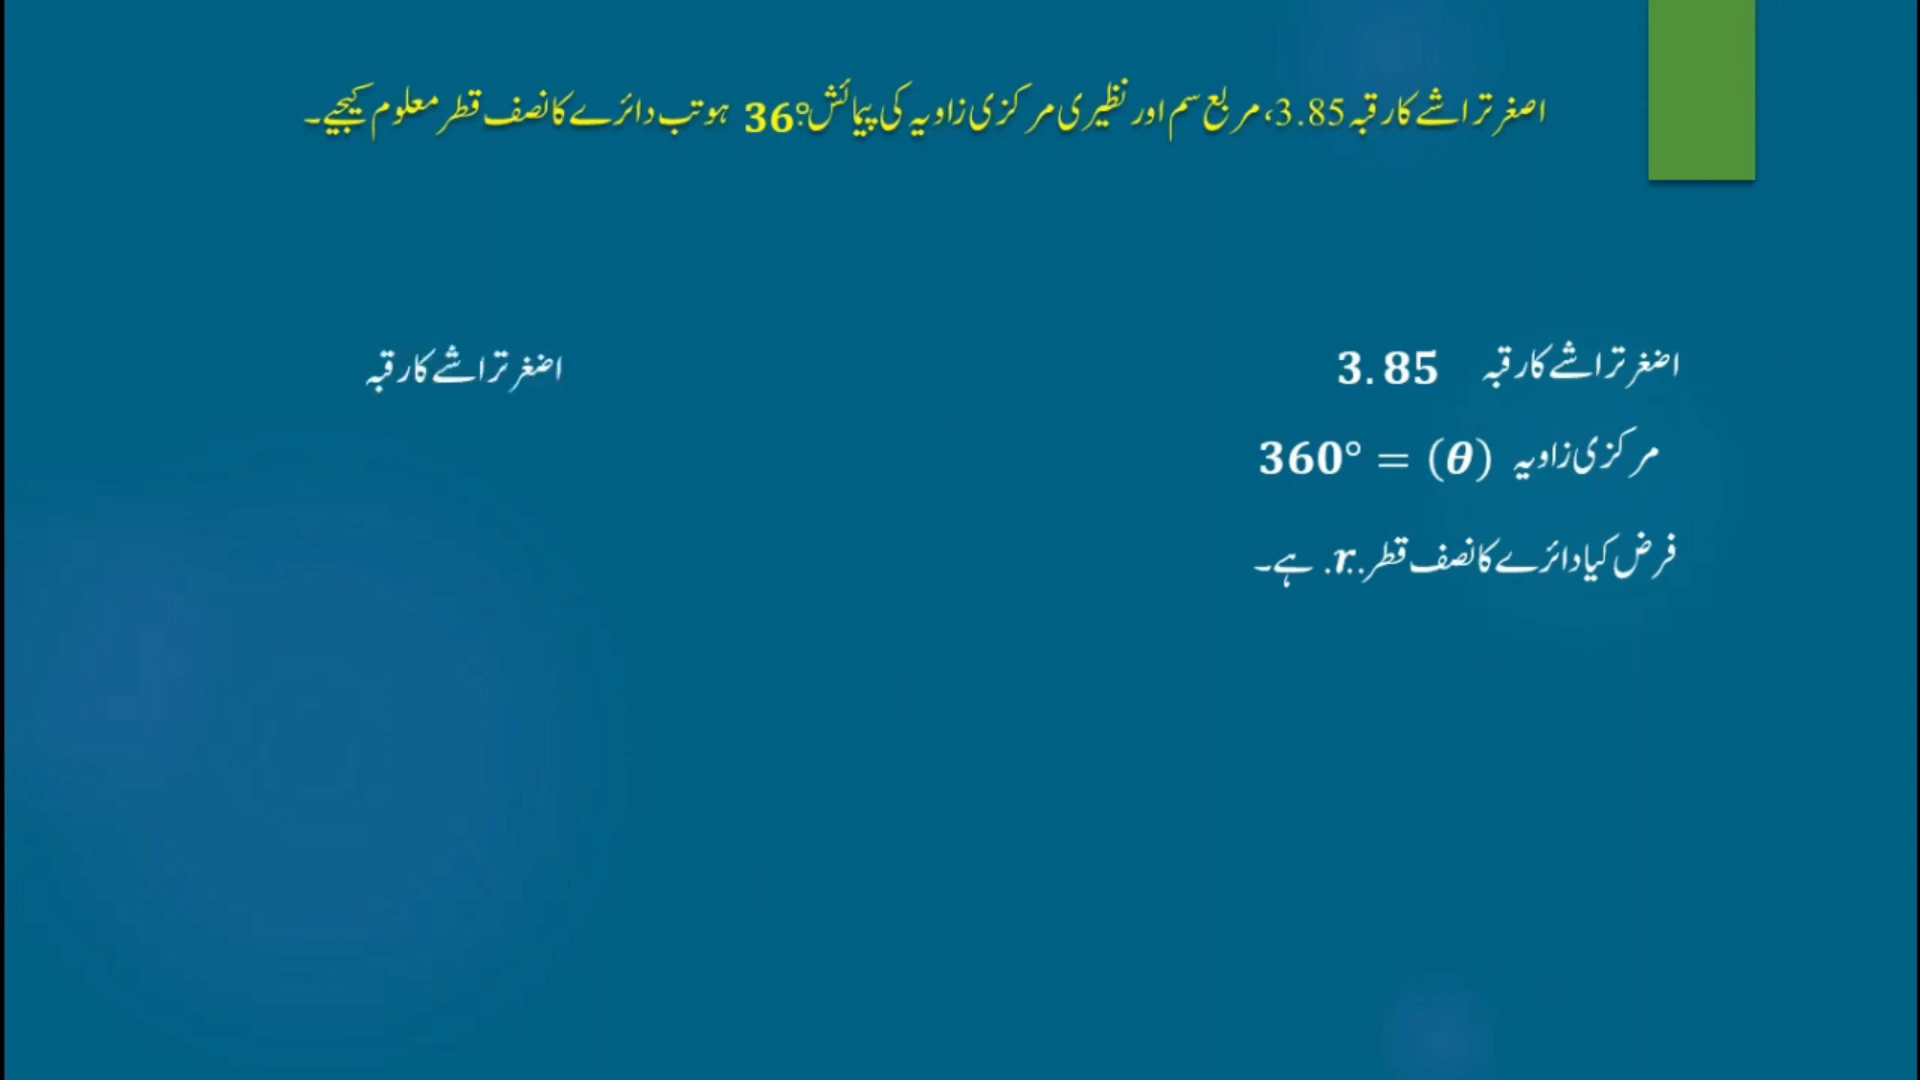 اصغر تراشے کا رقبہ 3.85، مربع سم اور نظیری مرکزی زاویہ کی پیمائش 36° ہو تب دائرے کا نصف قطر معلوم کیجیے۔
اضغر تراشے کا رقبہ 3.85
مرکزی زاویہ (θ) = 360°
فرض کیا دائرے کا نصف قطر ..r. ہے۔
اضغر تراشے کا رقبہ